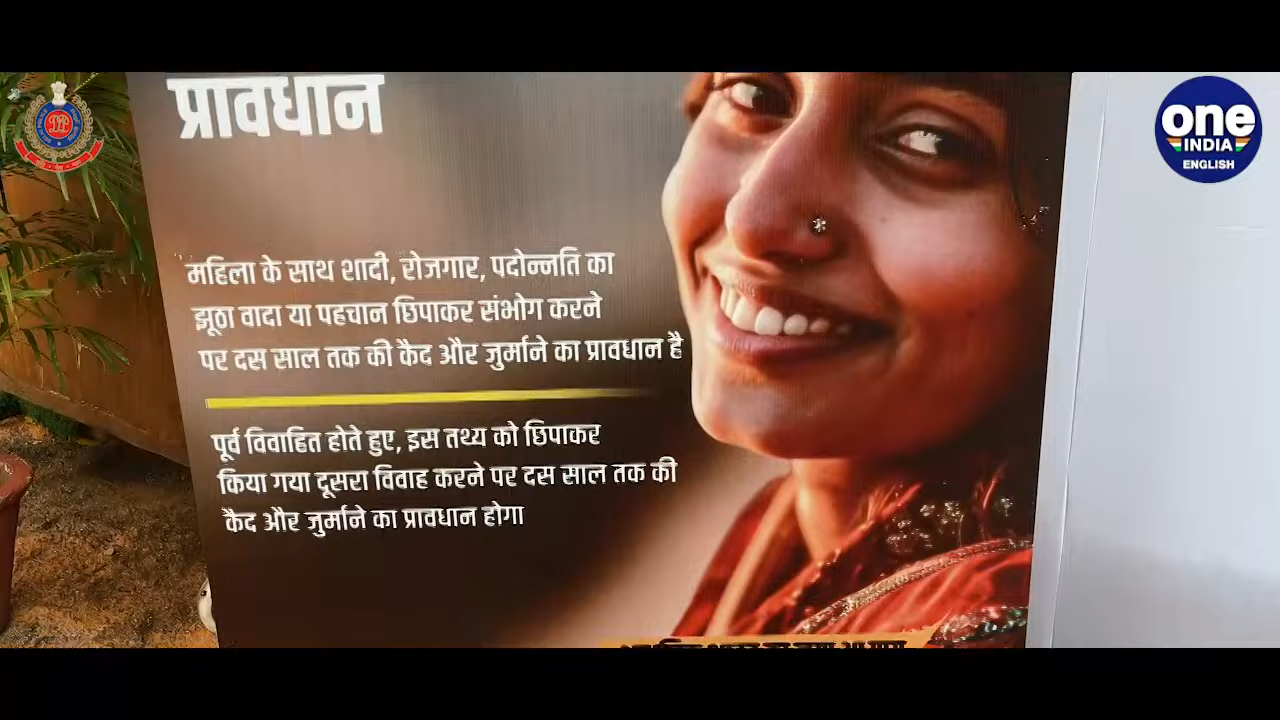 प्रावधान
one
INDIA
ENGLISH
महिला के साथ शादी, रोजगार, पदोन्नति का
झूठा वादा या पहचान छिपाकर संभोग करने
पर दस साल तक की कैद और जुर्माने का प्रावधान है
पूर्व विवाहित होते हुए, इस तथ्य को छिपाकर
किया गया दूसरा विवाह करने पर दस साल तक की
कैद और जुर्माने का प्रावधान होगा